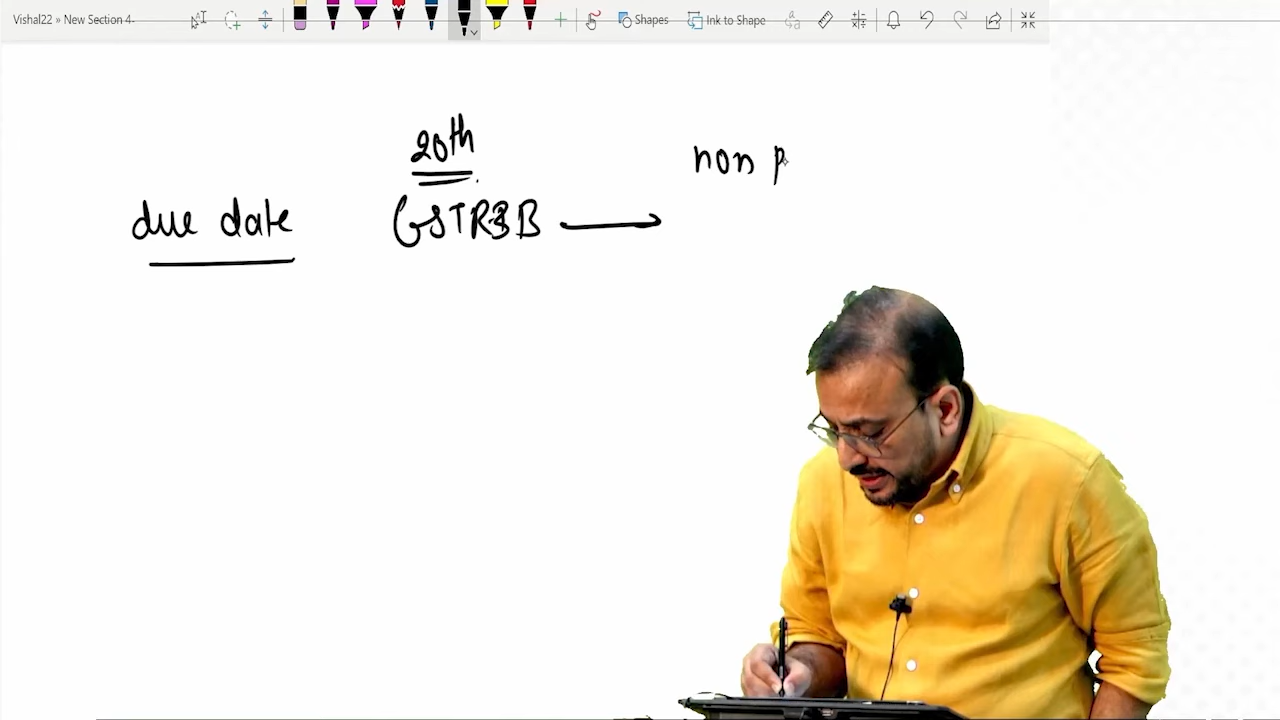 Vishal22 » New Section 4-
Shapes
Ink to Shape
20th
non p
due date GSTR3B